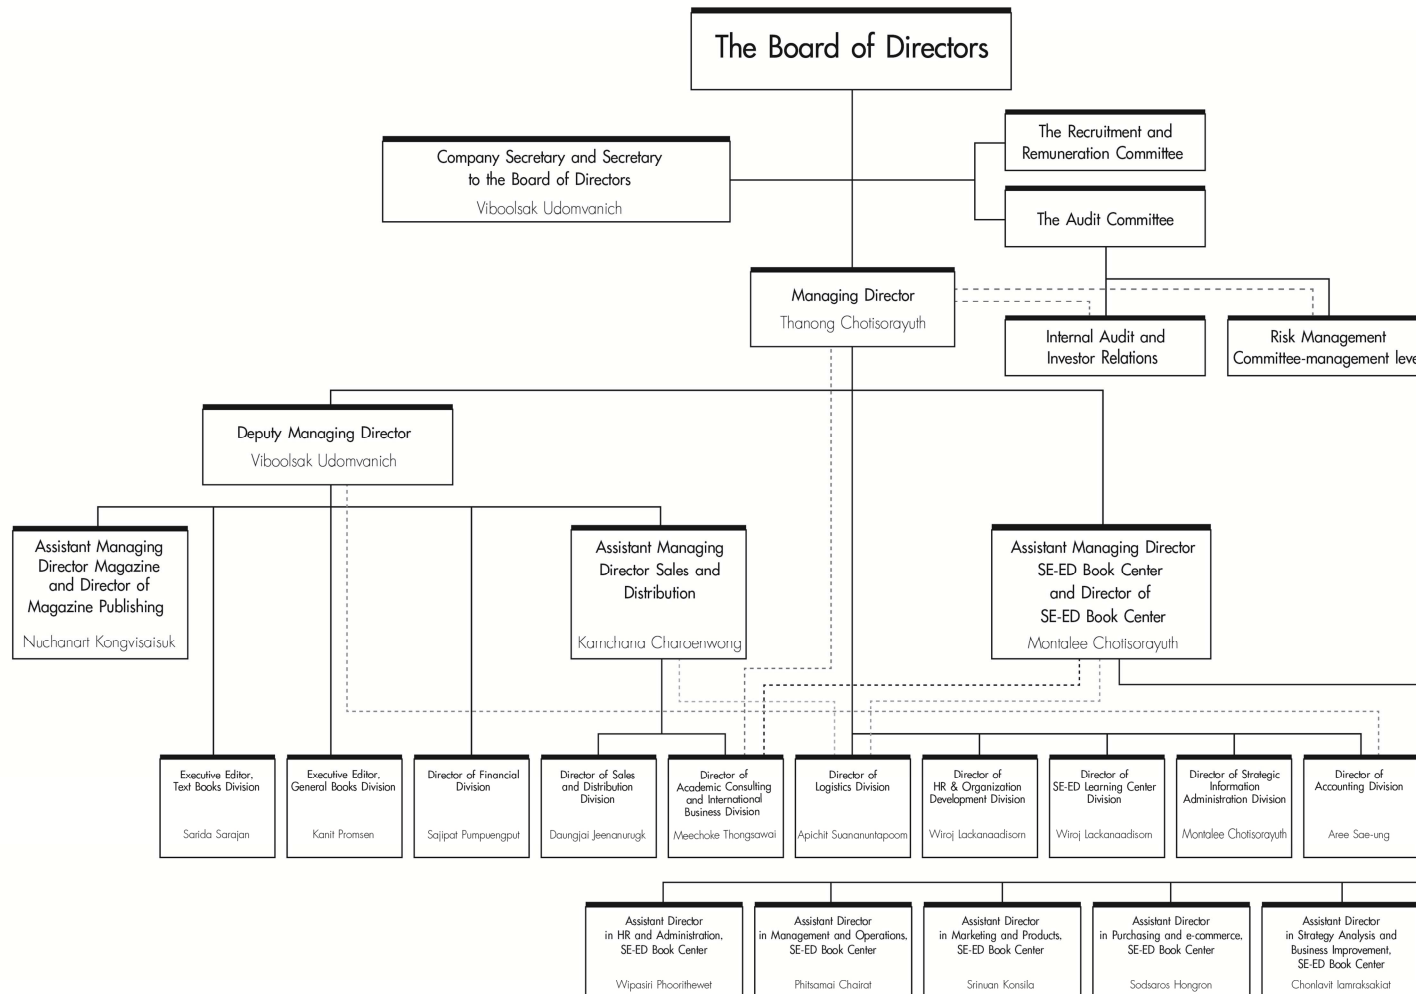 The Board of Directors
The Recruitment and
Remuneration Committee
Company Secretary and Secretary
to the Board of Directors
Viboolsak Udomvanich
The Audit Committee
Managing Director
Thanong Chotisorayuth
Internal Audit and
Investor Relations
Risk Management
Committee-management leve
Deputy Managing Director
Viboolsak Udomvanich
Assistant Managing
Director Magazine
and Director of
Magazine Publishing
Nuchanart Kongvisaisuk
Assistant Managing
Director Sales and
Distribution
Karnchana Charoenwong
Assistant Managing Director
SE-ED Book Center
and Director of
SE-ED Book Center
Montalee Chotisorayuth
Executive Editor,
Text Books Division
Sarida Sarajan
Executive Editor,
General Books Division
Kanit Promsen
Director of Financial
Division
Sajipat Pumpuengput
Director of Sales
and Distribution
Division
Daungjai Jeenanurugk
Director of
Academic Consulting
and International
Business Division
Meechoke Thongsawai
Director of
Logistics Division
Apichit Suananuntapoom
Director of
HR & Organization
Development Division
Wiroj Lackanaadisorn
Director of
SE-ED Learning Center
Division
Wiroj Lackanaadisorn
Director of Strategic
Information
Administration Division
Montalee Chotisorayuth
Director of
Accounting Division
Aree Sae-ung
Assistant Director
in HR and Administration,
SE-ED Book Center
Wipasiri Phoorithewet
Assistant Director
in Management and Operations,
SE-ED Book Center
Phitsamai Chairat
Assistant Director
in Marketing and Products,
SE-ED Book Center
Srinuan Konsila
Assistant Director
in Purchasing and e-commerce,
SE-ED Book Center
Sodsaros Hongron
Assistant Director
in Strategy Analysis and
Business Improvement,
SE-ED Book Center
Chonlavit Iamraksakiat